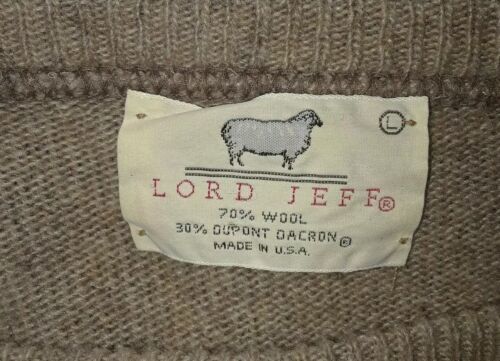 L
LORD JEFF®
70% WOOL
30% DUPONT DACRON®
MADE IN U.S.A.